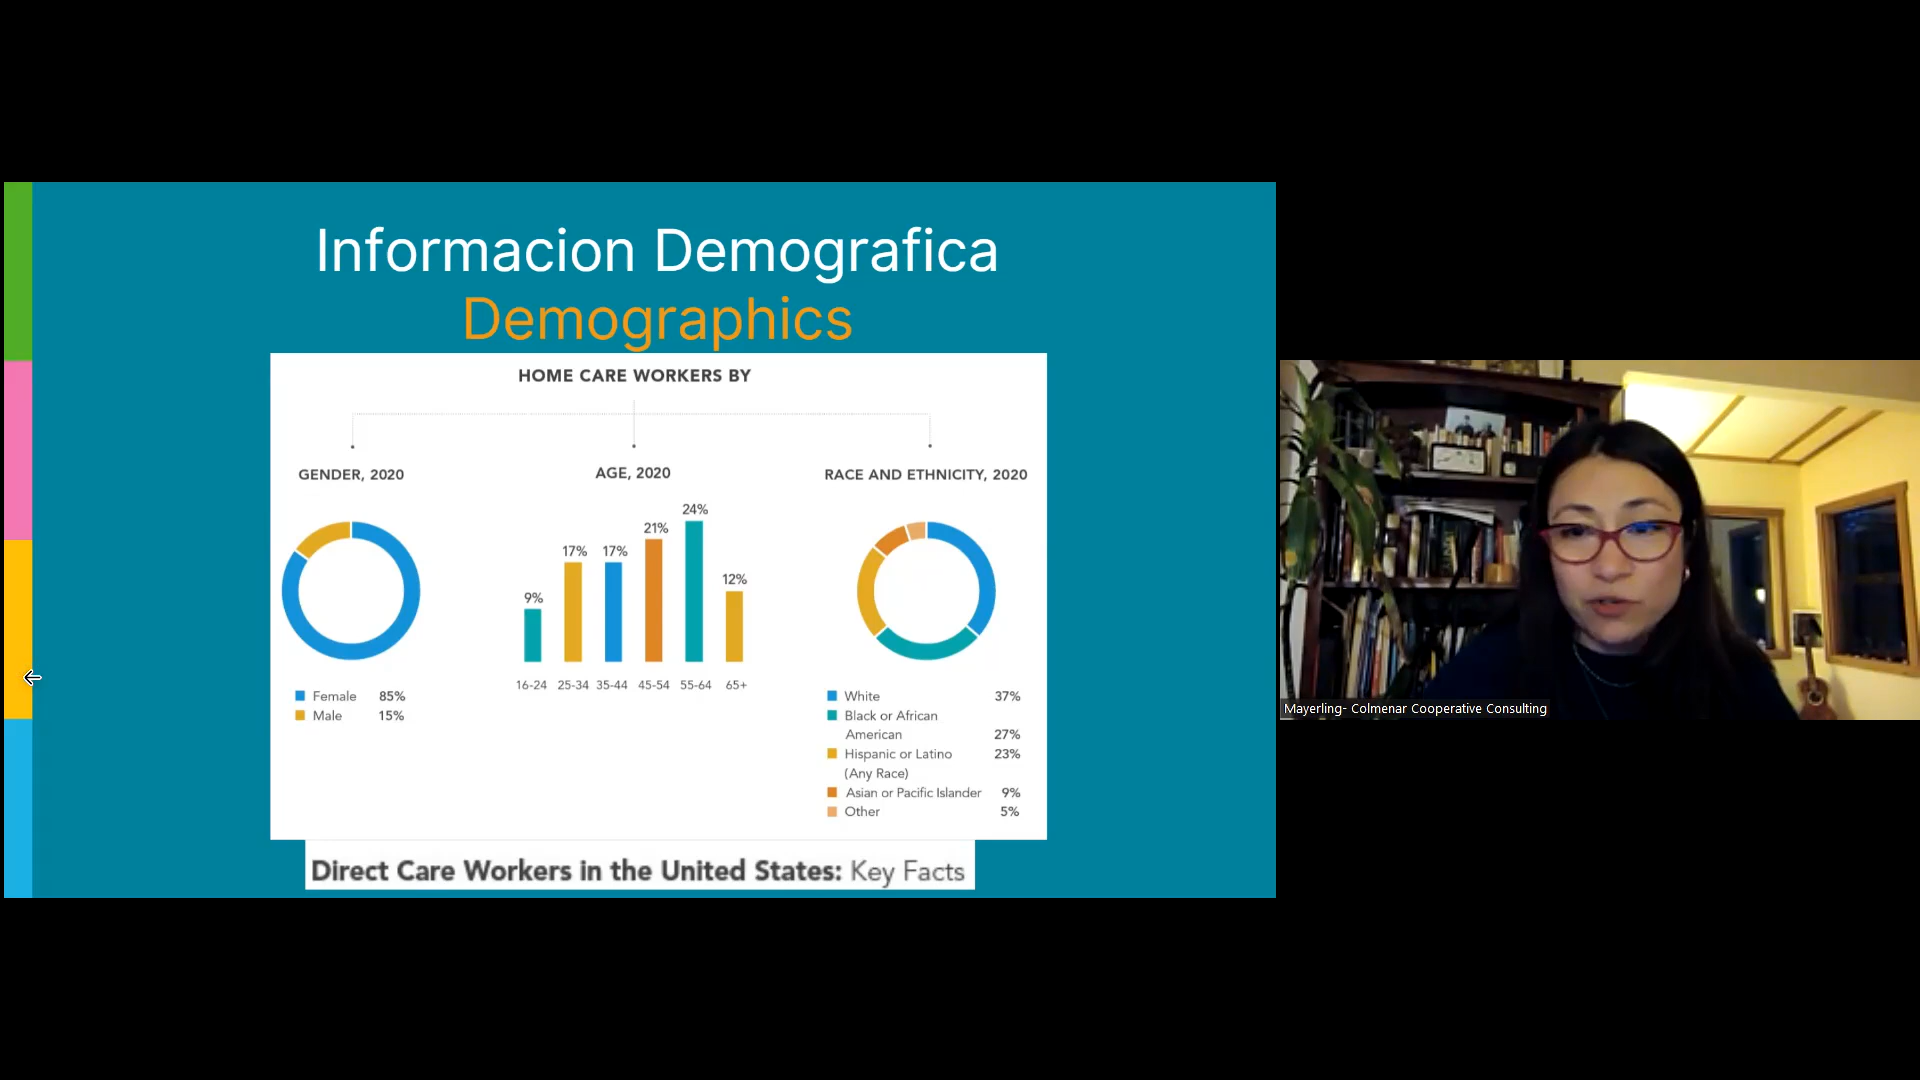 Informacion Demografica
Demographics
HOME CARE WORKERS BY
GENDER, 2020
Female 85%
Male 15%
AGE, 2020
9% 17% 17% 21% 24% 12%
16-24 25-34 35-44 45-54 55-64 65+
RACE AND ETHNICITY, 2020
White 37%
Black or African
American 27%
Hispanic or Latino 23%
(Any Race)
Asian or Pacific Islander 9%
Other 5%
Direct Care Workers in the United States: Key Facts
Mayerling- Colmenar Cooperative Consulting